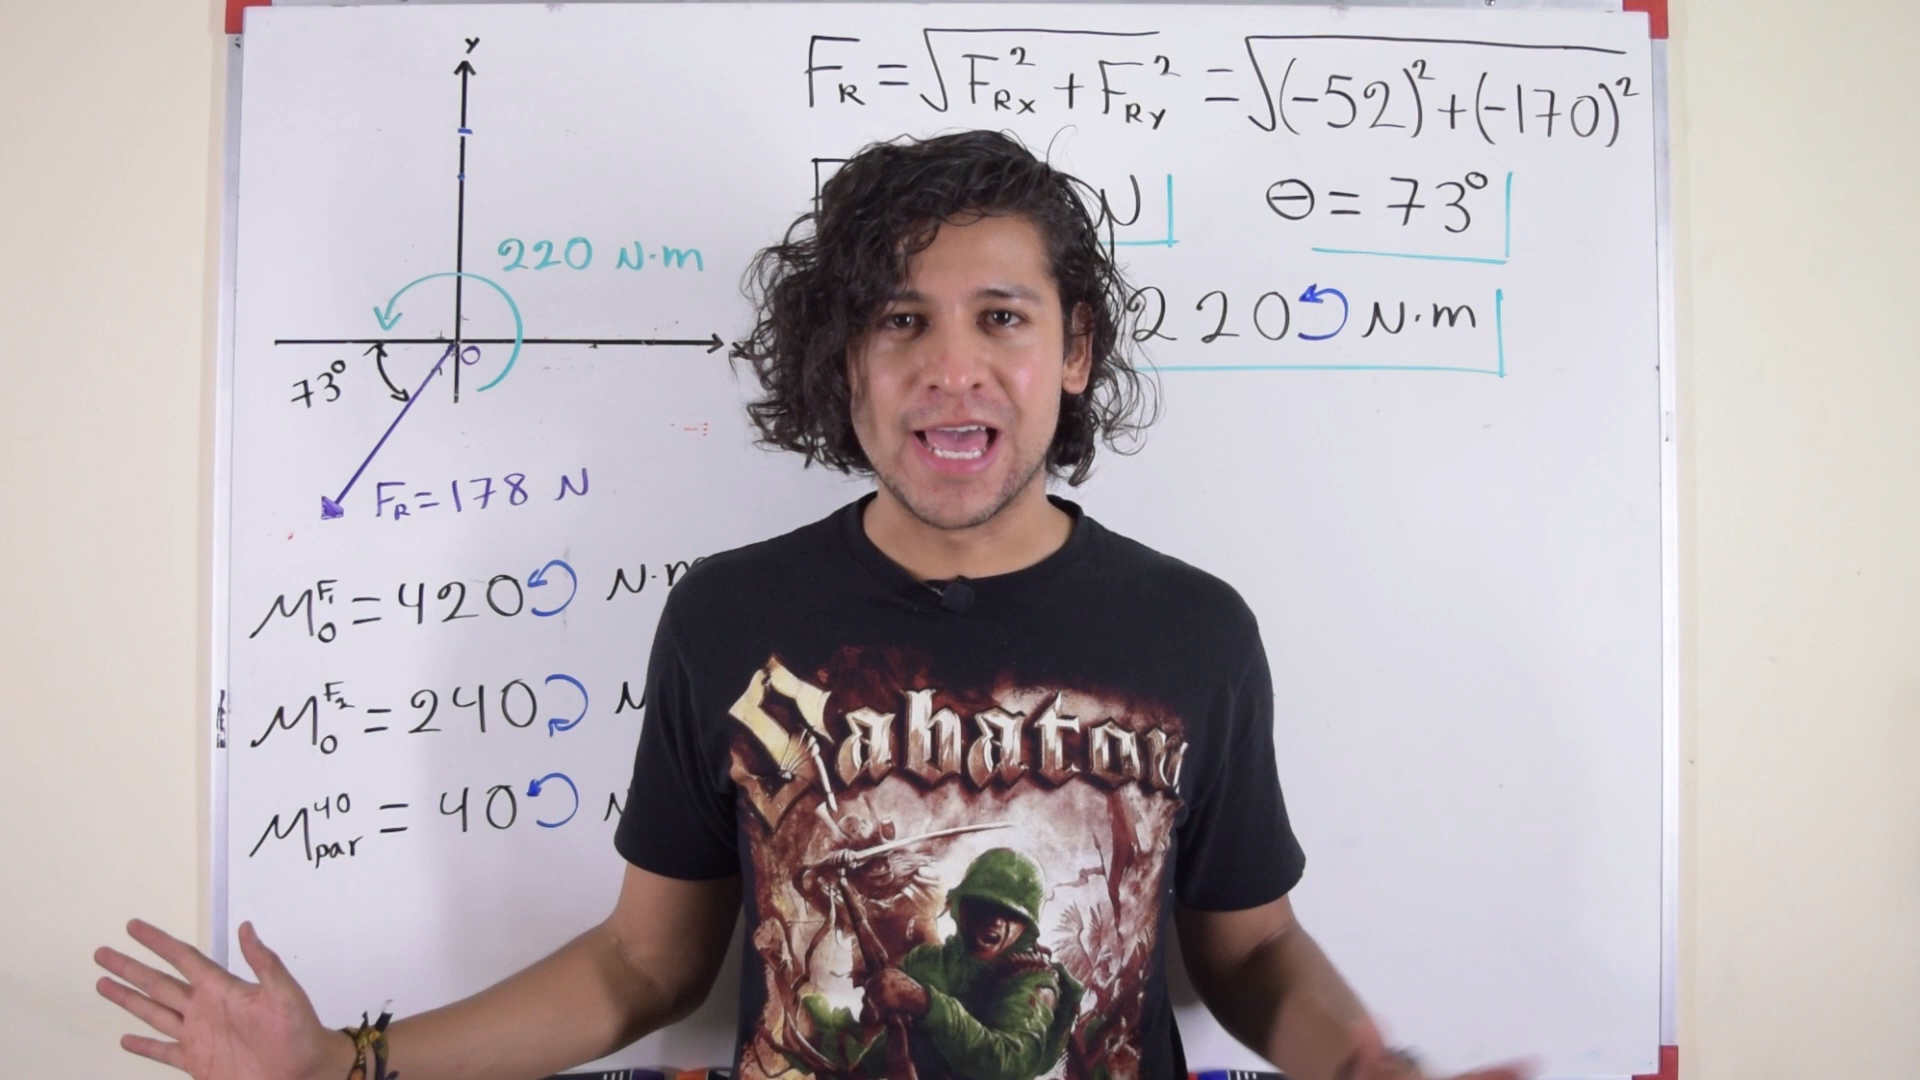 y
F_R = √F_Rx² + F_Ry² = √(-52)² + (-170)²
N θ = 73°
220 N·m
220 ↺ N·m
O
73°
F_R = 178 N
M_O^F₁ = 420 ↺ N·m
M_O^F₂ = 240 ↻ N
M_par^40 = 40 ↺ N
Sabaton